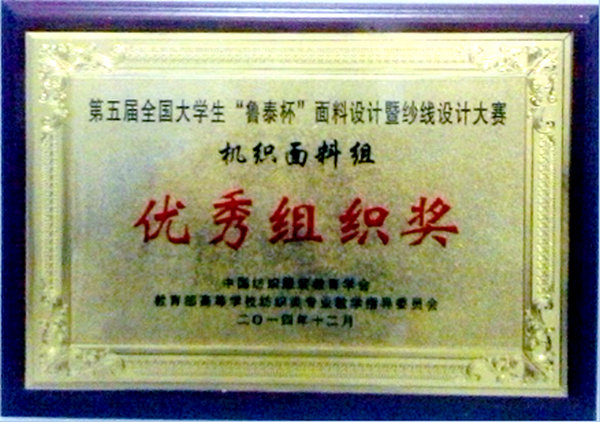 第五届全国大学生“鲁泰杯”面料设计暨纱线设计大赛
机织面料组
优秀组织奖
中国纺织服装教育学会
教育部高等学校纺织类专业教学指导委员会
二〇一四年十二月